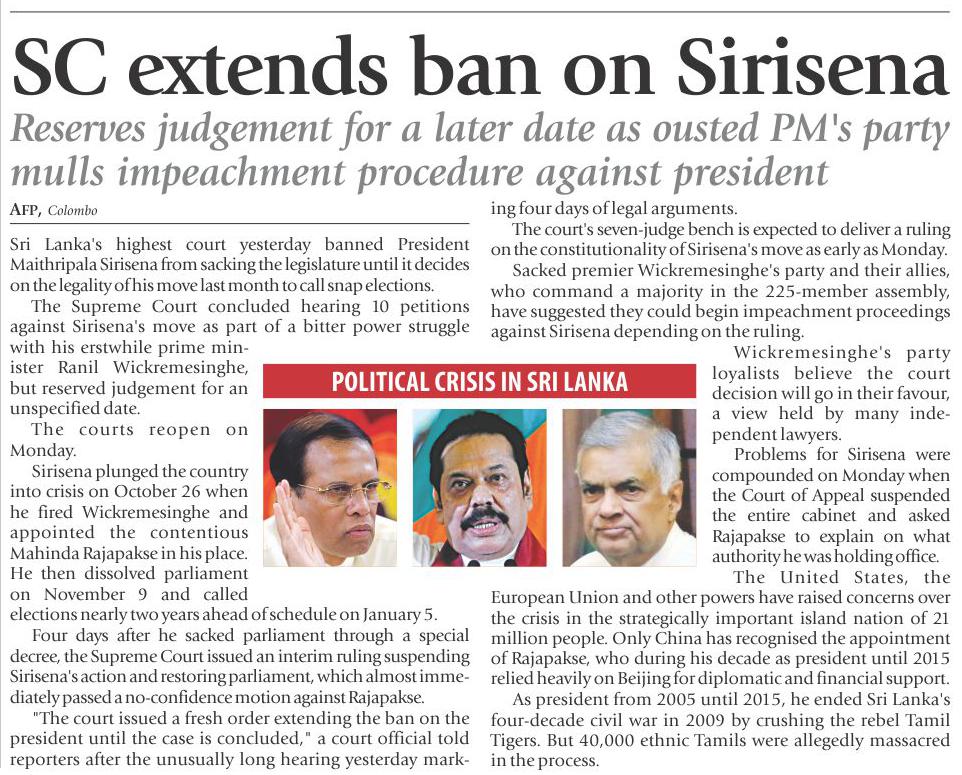 SC extends ban on Sirisena
Reserves judgement for a later date as ousted PM's party
mulls impeachment procedure against president
AFP, Colombo
Sri Lanka's highest court yesterday banned President
Maithripala Sirisena from sacking the legislature until it decides
on the legality of his move last month to call snap elections.
The Supreme Court concluded hearing 10 petitions
against Sirisena's move as part of a bitter power struggle
with his erstwhile prime min-
ister Ranil Wickremesinghe,
but reserved judgement for an
unspecified date.
The courts reopen on
Monday.
Sirisena plunged the country
into crisis on October 26 when
he fired Wickremesinghe and
appointed the contentious
Mahinda Rajapakse in his place.
He then dissolved parliament
on November 9 and called
elections nearly two years ahead of schedule on January 5.
Four days after he sacked parliament through a special
decree, the Supreme Court issued an interim ruling suspending
Sirisena's action and restoring parliament, which almost imme-
diately passed a no-confidence motion against Rajapakse.
"The court issued a fresh order extending the ban on the
president until the case is concluded," a court official told
reporters after the unusually long hearing yesterday mark-
POLITICAL CRISIS IN SRI LANKA
ing four days of legal arguments.
The court's seven-judge bench is expected to deliver a ruling
on the constitutionality of Sirisena's move as early as Monday.
Sacked premier Wickremesinghe's party and their allies,
who command a majority in the 225-member assembly,
have suggested they could begin impeachment proceedings
against Sirisena depending on the ruling.
Wickremesinghe's party
loyalists believe the court
decision will go in their favour,
a view held by many inde-
pendent lawyers.
Problems for Sirisena were
compounded on Monday when
the Court of Appeal suspended
the entire cabinet and asked
Rajapakse to explain on what
authority he was holding office.
The United States, the
European Union and other powers have raised concerns over
the crisis in the strategically important island nation of 21
million people. Only China has recognised the appointment
of Rajapakse, who during his decade as president until 2015
relied heavily on Beijing for diplomatic and financial support.
As president from 2005 until 2015, he ended Sri Lanka's
four-decade civil war in 2009 by crushing the rebel Tamil
Tigers. But 40,000 ethnic Tamils were allegedly massacred
in the process.